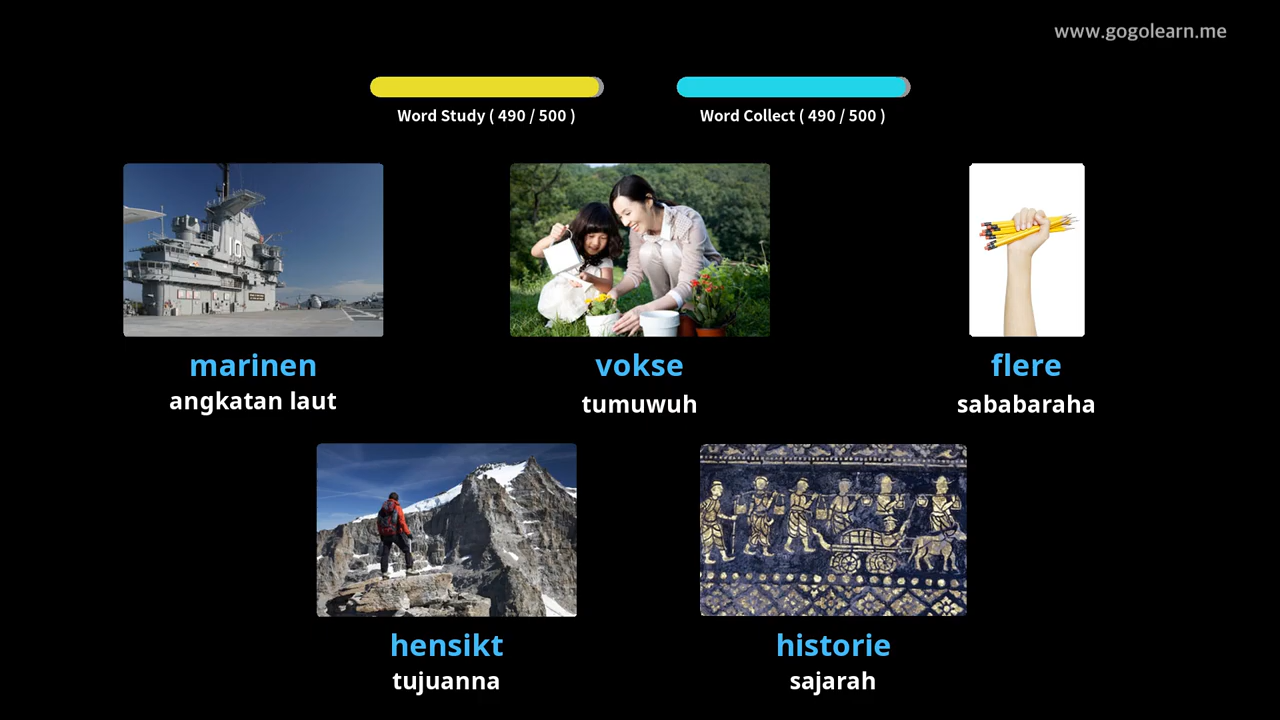 www.gogolearn.me
Word Study ( 490 / 500 )
Word Collect ( 490 / 500 )
10
marinen
vokse
flere
angkatan laut
tumuwuh
sababaraha
hensikt
historie
tujuanna
sajarah